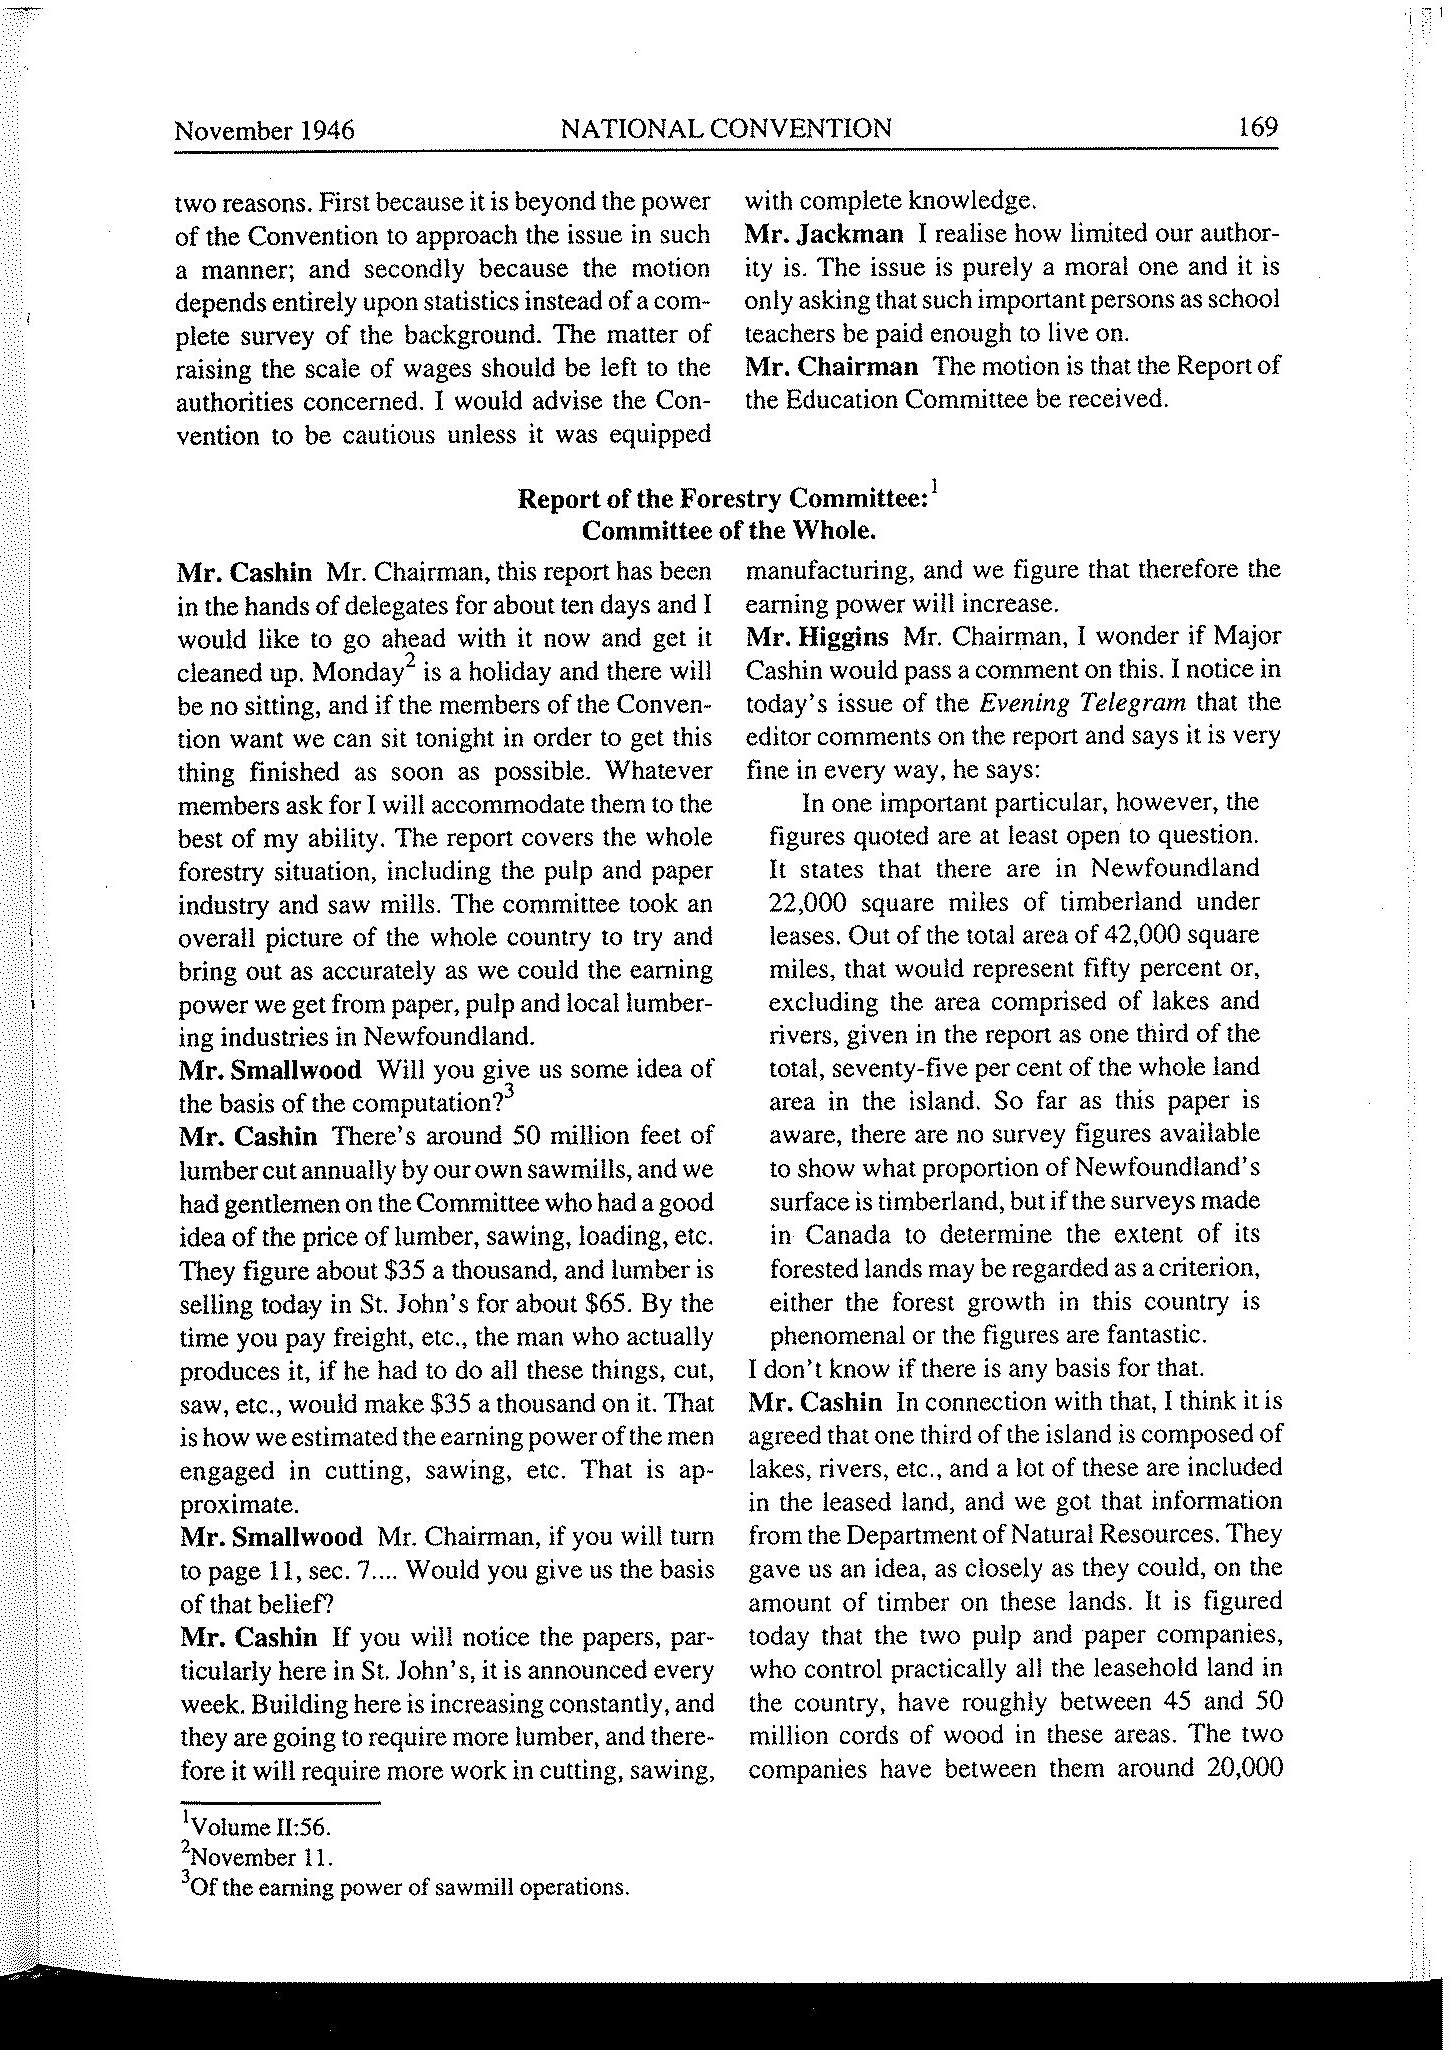 November 1946 NATIONAL CONVENTION 169
two reasons. First because it is beyond the power
of the Convention to approach the issue in such
a manner; and secondly because the motion
depends entirely upon statistics instead of a com-
plete survey of the background. The matter of
raising the scale of wages should be left to the
authorities concerned. I would advise the Con-
vention to be cautious unless it was equipped
with complete knowledge.
Mr. Jackman I realise how limited our author-
ity is. The issue is purely a moral one and it is
only asking that such important persons as school
teachers be paid enough to live on.
Mr. Chairman The motion is that the Report of
the Education Committee be received.
Report of the Forestry Committee:1
Committee of the Whole.
Mr. Cashin Mr. Chairman, this report has been
in the hands of delegates for about ten days and I
would like to go ahead with it now and get it
cleaned up. Monday2 is a holiday and there will
be no sitting, and if the members of the Conven-
tion want we can sit tonight in order to get this
thing finished as soon as possible. Whatever
members ask for I will accommodate them to the
best of my ability. The report covers the whole
forestry situation, including the pulp and paper
industry and saw mills. The committee took an
overall picture of the whole country to try and
bring out as accurately as we could the earning
power we get from paper, pulp and local lumber-
ing industries in Newfoundland.
Mr. Smallwood Will you give us some idea of
the basis of the computation?3
Mr. Cashin There's around 50 million feet of
lumber cut annually by our own sawmills, and we
had gentlemen on the Committee who had a good
idea of the price of lumber, sawing, loading, etc.
They figure about $35 a thousand, and lumber is
selling today in St. John's for about $65. By the
time you pay freight, etc., the man who actually
produces it, if he had to do all these things, cut,
saw, etc., would make $35 a thousand on it. That
is how we estimated the earning power of the men
engaged in cutting, sawing, etc. That is ap-
proximate.
Mr. Smallwood Mr. Chairman, if you will turn
to page 11, sec. 7.... Would you give us the basis
of that belief?
Mr. Cashin If you will notice the papers, par-
ticularly here in St. John's, it is announced every
week. Building here is increasing constantly, and
they are going to require more lumber, and there-
fore it will require more work in cutting, sawing,
manufacturing, and we figure that therefore the
earning power will increase.
Mr. Higgins Mr. Chairman, I wonder if Major
Cashin would pass a comment on this. I notice in
today's issue of the Evening Telegram that the
editor comments on the report and says it is very
fine in every way, he says:
In one important particular, however, the
figures quoted are at least open to question.
It states that there are in Newfoundland
22,000 square miles of timberland under
leases. Out of the total area of 42,000 square
miles, that would represent fifty percent or,
excluding the area comprised of lakes and
rivers, given in the report as one third of the
total, seventy-five per cent of the whole land
area in the island. So far as this paper is
aware, there are no survey figures available
to show what proportion of Newfoundland's
surface is timberland, but if the surveys made
in Canada to determine the extent of its
forested lands may be regarded as a criterion,
either the forest growth in this country is
phenomenal or the figures are fantastic.
I don't know if there is any basis for that.
Mr. Cashin In connection with that, I think it is
agreed that one third of the island is composed of
lakes, rivers, etc., and a lot of these are included
in the leased land, and we got that information
from the Department of Natural Resources. They
gave us an idea, as closely as they could, on the
amount of timber on these lands. It is figured
today that the two pulp and paper companies,
who control practically all the leasehold land in
the country, have roughly between 45 and 50
million cords of wood in these areas. The two
companies have between them around 20,000
1Volume II:56.
2November 11.
3Of the earning power of sawmill operations.